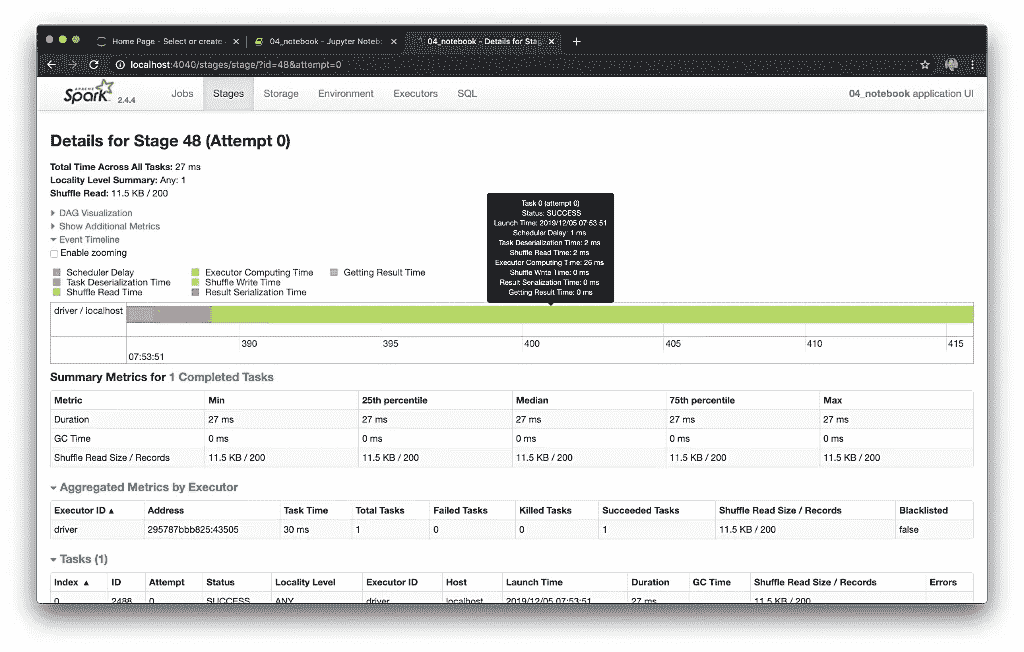 Home Page - Select or create
04_notebook - Jupyter Noteb
04_notebook - Details for Sta
localhost:4040/stages/stage/?id=48&attempt=0
APACHE Spark 2.4.4 Jobs Stages Storage Environment Executors SQL 04_notebook application UI
Details for Stage 48 (Attempt 0)
Total Time Across All Tasks: 27 ms
Locality Level Summary: Any: 1
Shuffle Read: 11.5 KB / 200
DAG Visualization
Show Additional Metrics
Event Timeline
Enable zooming
Task 0 (attempt 0)
Status: SUCCESS
Launch Time: 2019/12/05 07:53:51
Scheduler Delay: 1 ms
Task Deserialization Time: 2 ms
Shuffle Read Time: 2 ms
Executor Computing Time: 26 ms
Shuffle Write Time: 0 ms
Result Serialization Time: 0 ms
Getting Result Time: 0 ms
Scheduler Delay Executor Computing Time Getting Result Time
Task Deserialization Time Shuffle Write Time
Shuffle Read Time Result Serialization Time
driver / localhost
390 395 400 405 410 415
07:53:51
Summary Metrics for 1 Completed Tasks
Metric Min 25th percentile Median 75th percentile Max
Duration 27 ms 27 ms 27 ms 27 ms 27 ms
GC Time 0 ms 0 ms 0 ms 0 ms 0 ms
Shuffle Read Size / Records 11.5 KB / 200 11.5 KB / 200 11.5 KB / 200 11.5 KB / 200 11.5 KB / 200
Aggregated Metrics by Executor
Executor ID Address Task Time Total Tasks Failed Tasks Killed Tasks Succeeded Tasks Shuffle Read Size / Records Blacklisted
driver 295787bbb825:43505 30 ms 1 0 0 1 11.5 KB / 200 false
Tasks (1)
Index ID Attempt Status Locality Level Executor ID Host Launch Time Duration GC Time Shuffle Read Size / Records Errors
0 2488 0 SUCCESS ANY driver localhost 2019/12/05 07:53:51 27 ms 11.5 KB / 200